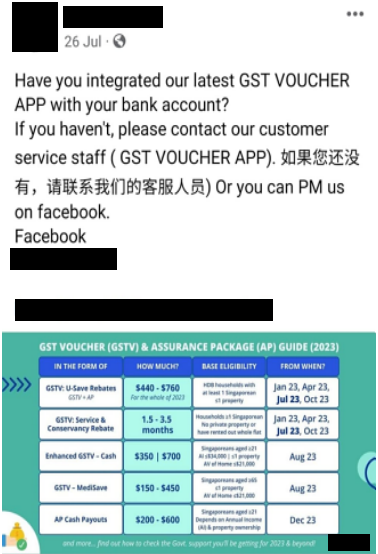 26 Jul ·
Have you integrated our latest GST VOUCHER
APP with your bank account?
If you haven't, please contact our customer
service staff ( GST VOUCHER APP). 如果您还没
有，请联系我们的客服人员) Or you can PM us
on facebook.
Facebook
GST VOUCHER (GSTV) & ASSURANCE PACKAGE (AP) GUIDE (2023)
IN THE FORM OF HOW MUCH? BASE ELIGIBILITY FROM WHEN?
GSTV: U-Save Rebates
GSTV + AP
$440 - $760
For the whole of 2023
HDB households with
at least 1 Singaporean
≤1 property
Jan 23, Apr 23,
Jul 23, Oct 23
GSTV: Service &
Conservancy Rebate
1.5 - 3.5
months
Households ≥1 Singaporean
No private property or
have rented out whole flat
Jan 23, Apr 23,
Jul 23, Oct 23
Enhanced GSTV - Cash
$350 | $700
Singaporeans aged ≥21
AI ≤$34,000 | ≤1 property
AV of Home ≤$21,000
Aug 23
GSTV - MediSave
$150 - $450
Singaporeans aged ≥65
≤1 property
AV of Home ≤$21,000
Aug 23
AP Cash Payouts
$200 - $600
Singaporeans aged ≥21
Depends on Annual Income
(AI) & property ownership
Dec 23
and more... find out how to check the Govt. support you'll be getting for 2023 & beyond!